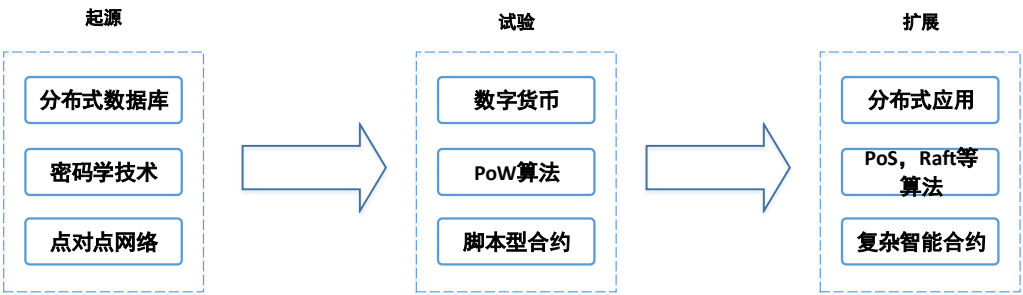 起源
分布式数据库
密码学技术
点对点网络
试验
数字货币
PoW算法
脚本型合约
扩展
分布式应用
PoS，Raft等
算法
复杂智能合约